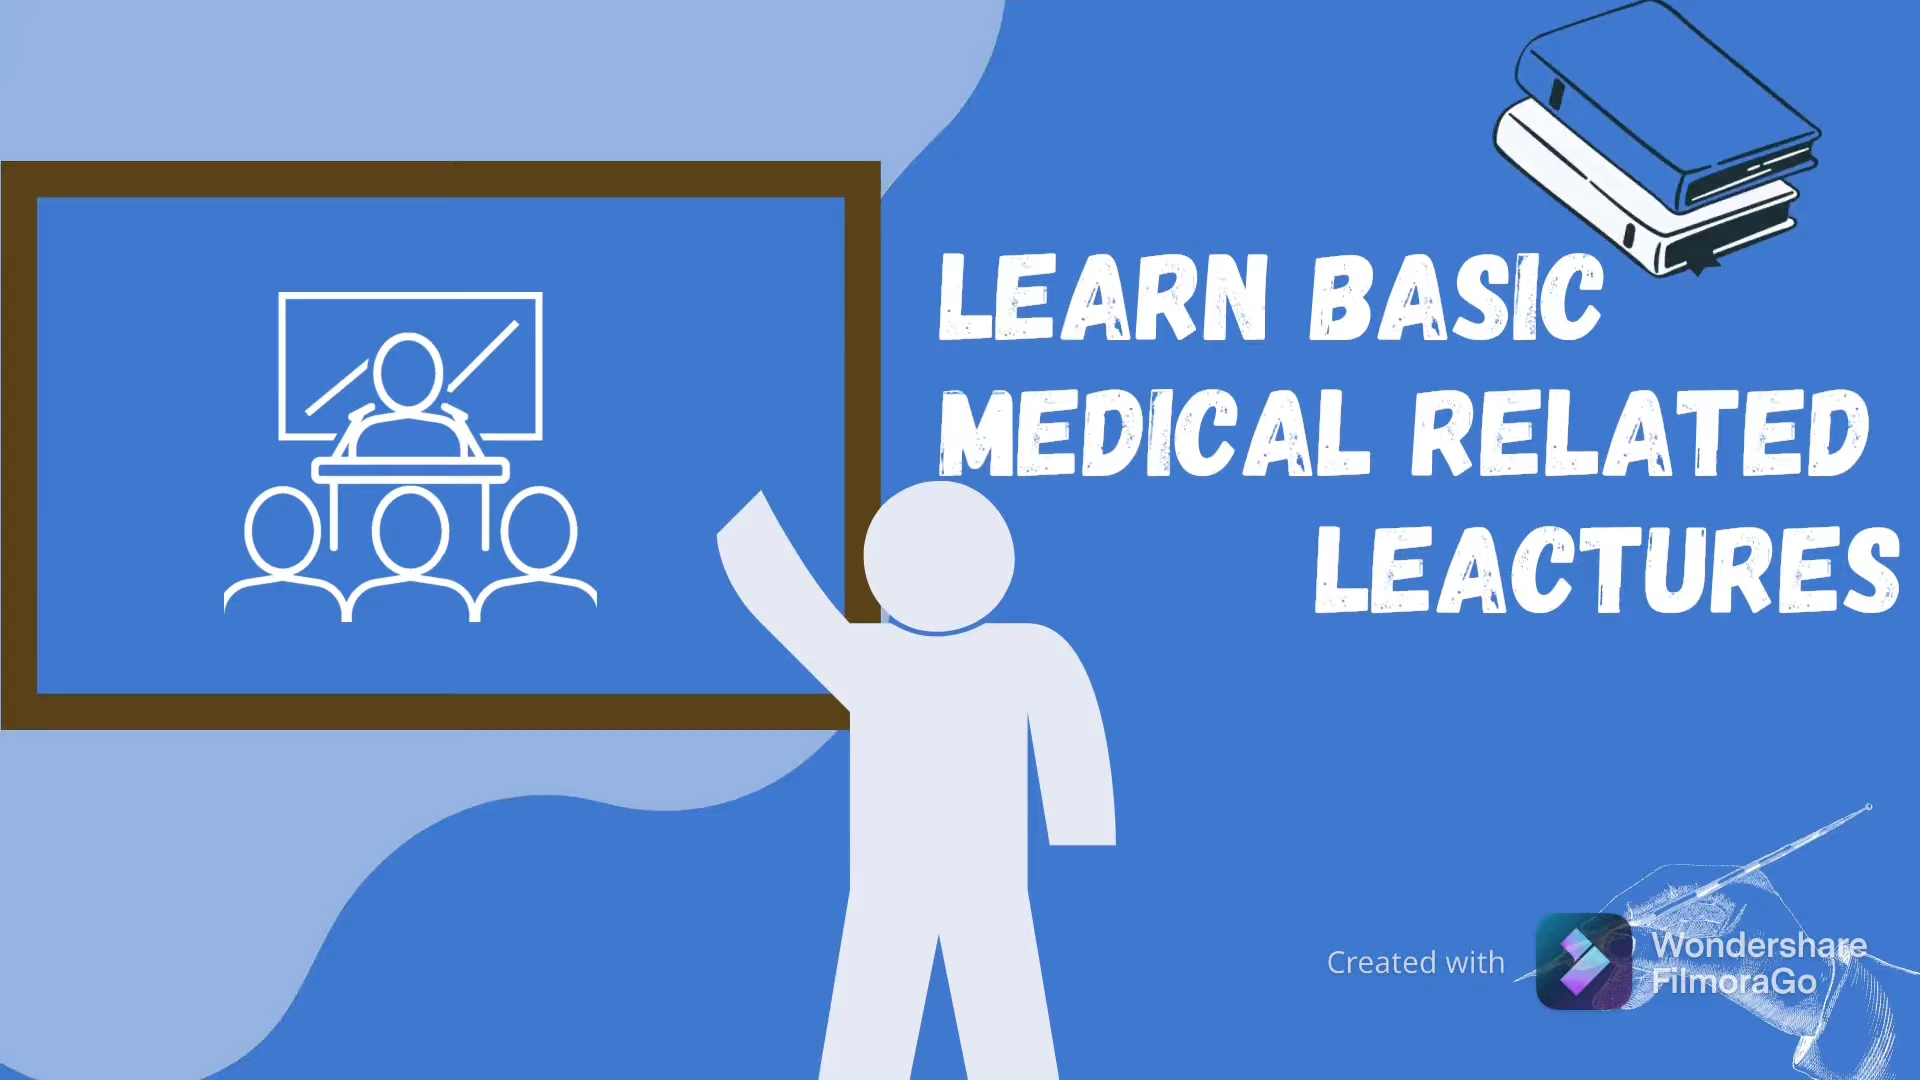 LEARN BASIC
MEDICAL RELATED
LEACTURES
Created with
Wondershare
FilmoraGo